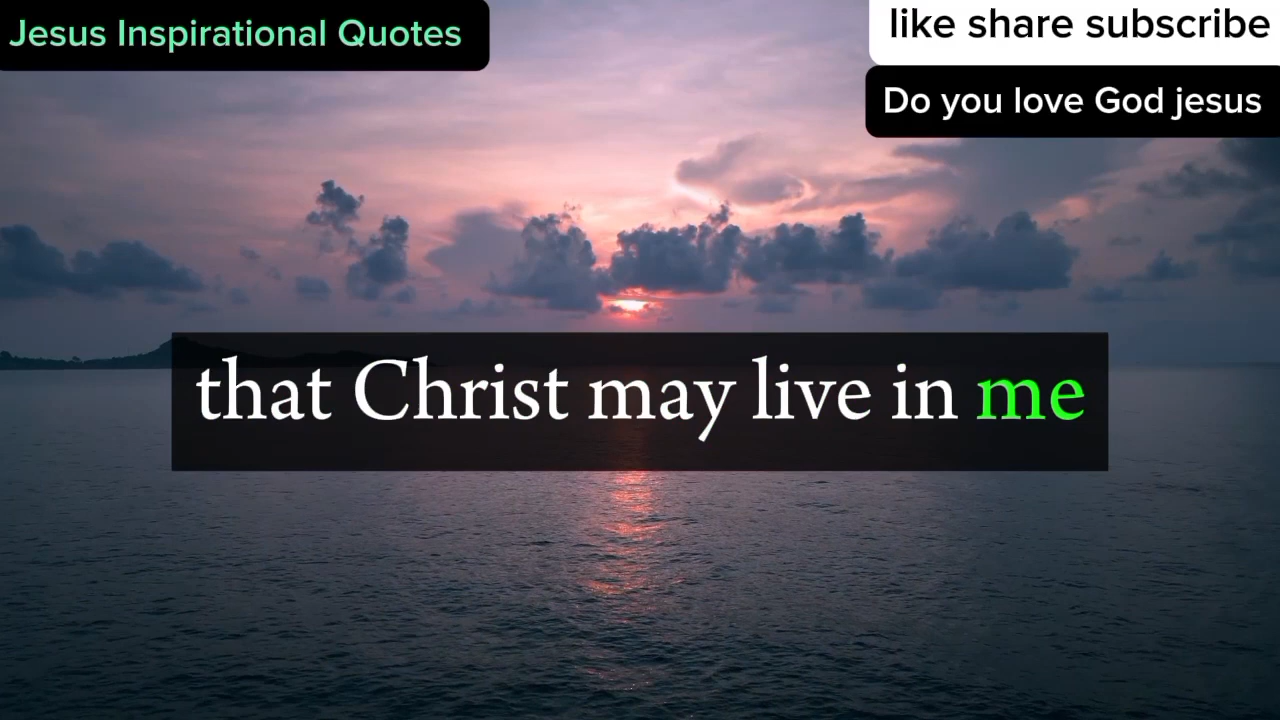 Jesus Inspirational Quotes
like share subscribe
Do you love God jesus
that Christ may live in me